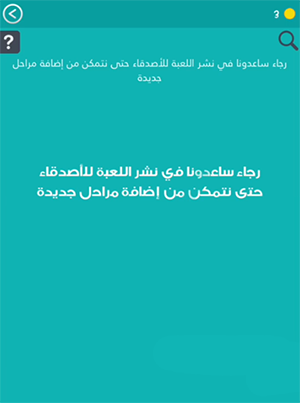 3
?
رجاء ساعدونا في نشر اللعبة للأصدقاء حتى نتمكن من إضافة مراحل
جديدة
رجاء ساعدونا في نشر اللعبة للأصدقاء
حتى نتمكن من إضافة مراحل جديدة